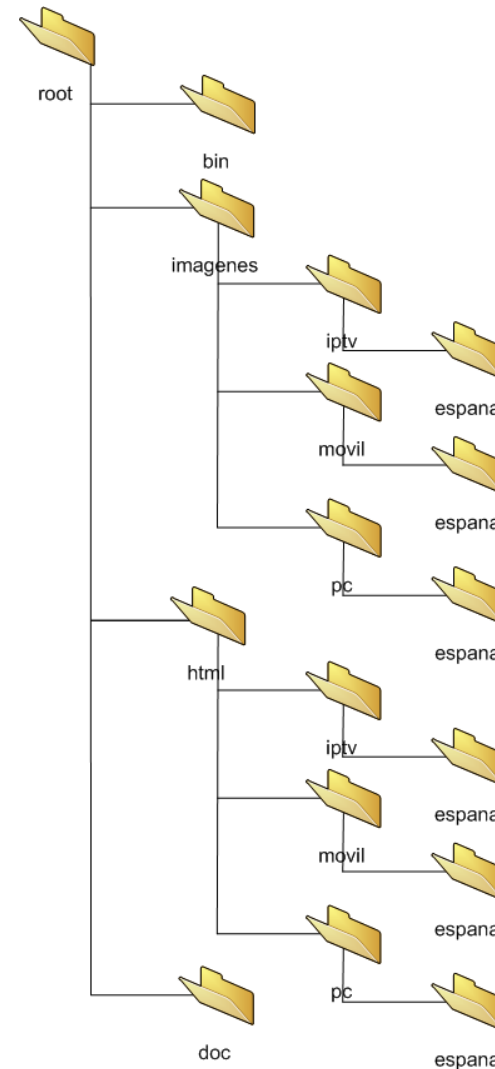 root
bin
imagenes
iptv
espana
movil
espana
pc
espana
html
iptv
espana
movil
espana
pc
espana
doc